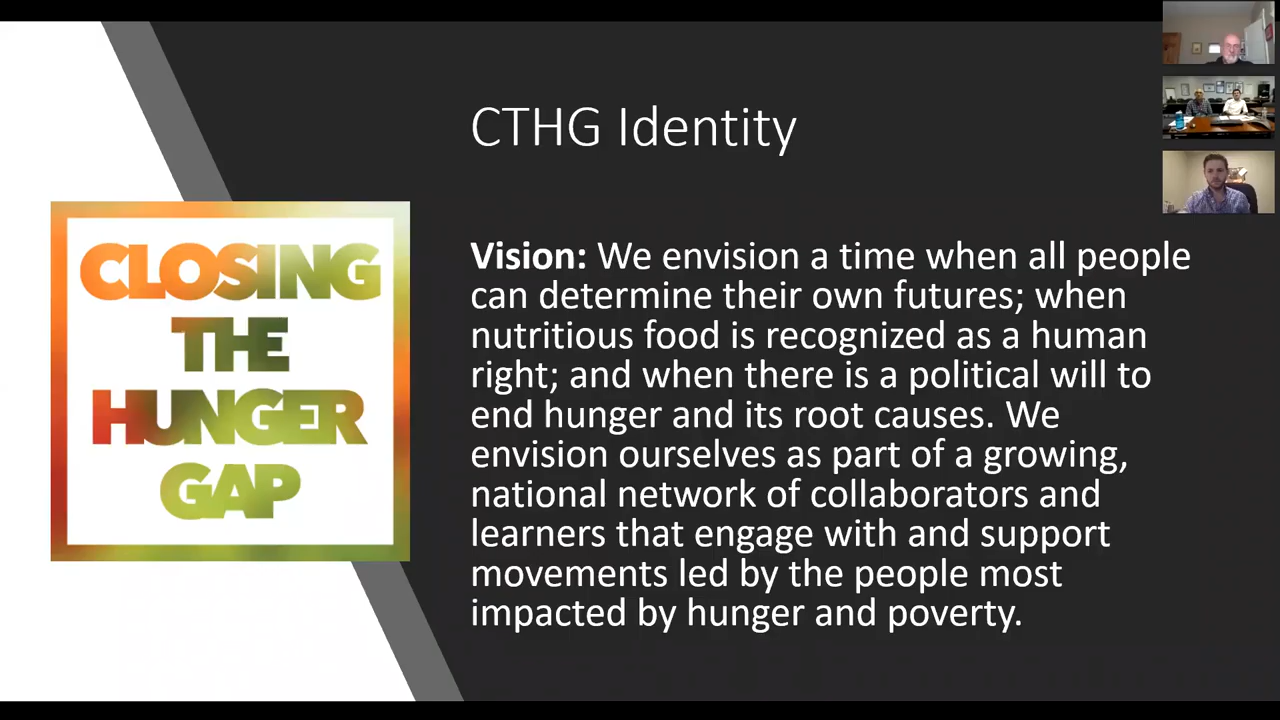 CTHG Identity
CLOSING
THE
HUNGER
GAP
Vision: We envision a time when all people
can determine their own futures; when
nutritious food is recognized as a human
right; and when there is a political will to
end hunger and its root causes. We
envision ourselves as part of a growing,
national network of collaborators and
learners that engage with and support
movements led by the people most
impacted by hunger and poverty.